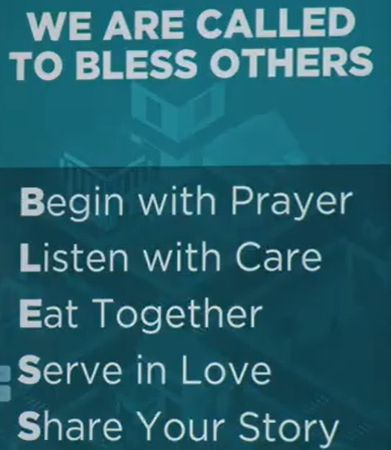 WE ARE CALLED
TO BLESS OTHERS
Begin with Prayer
Listen with Care
Eat Together
Serve in Love
Share Your Story